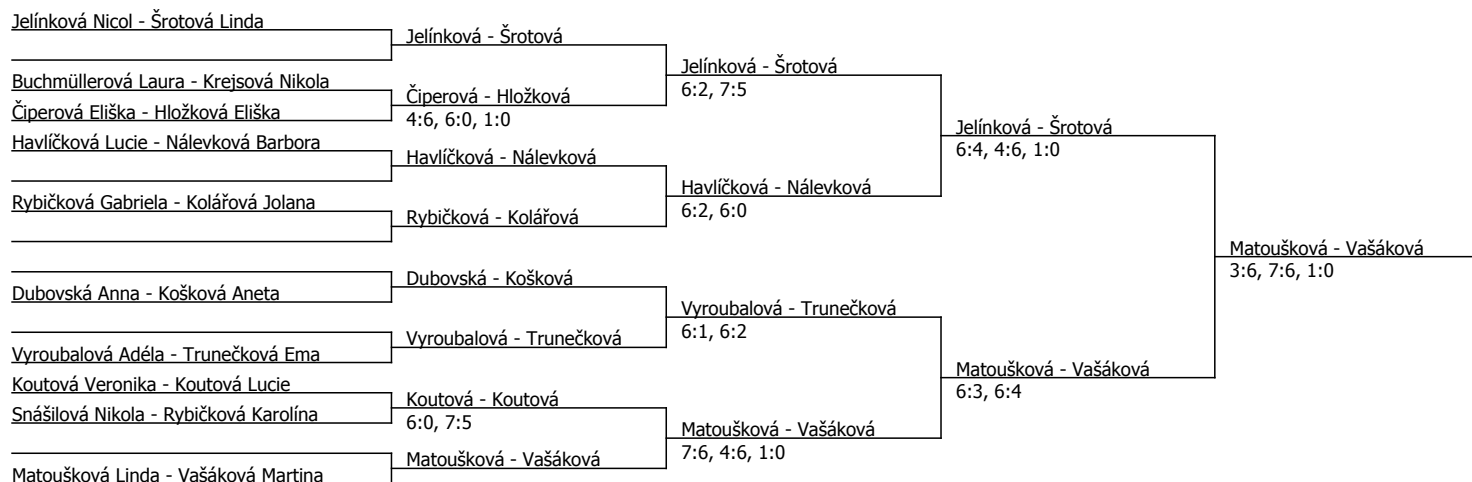 Jelínková Nicol - Šrotová Linda
Buchmüllerová Laura - Krejsová Nikola
Čiperová Eliška - Hložková Eliška
Havlíčková Lucie - Nálevková Barbora
Rybičková Gabriela - Kolářová Jolana
Dubovská Anna - Košková Aneta
Vyroubalová Adéla - Trunečková Ema
Koutová Veronika - Koutová Lucie
Snášilová Nikola - Rybičková Karolína
Matoušková Linda - Vašáková Martina
Jelínková - Šrotová
Čiperová - Hložková
4:6, 6:0, 1:0
Havlíčková - Nálevková
Rybičková - Kolářová
Dubovská - Košková
Vyroubalová - Trunečková
Koutová - Koutová
6:0, 7:5
Matoušková - Vašáková
Jelínková - Šrotová
6:2, 7:5
Havlíčková - Nálevková
6:2, 6:0
Vyroubalová - Trunečková
6:1, 6:2
Matoušková - Vašáková
7:6, 4:6, 1:0
Jelínková - Šrotová
6:4, 4:6, 1:0
Matoušková - Vašáková
6:3, 6:4
Matoušková - Vašáková
3:6, 7:6, 1:0